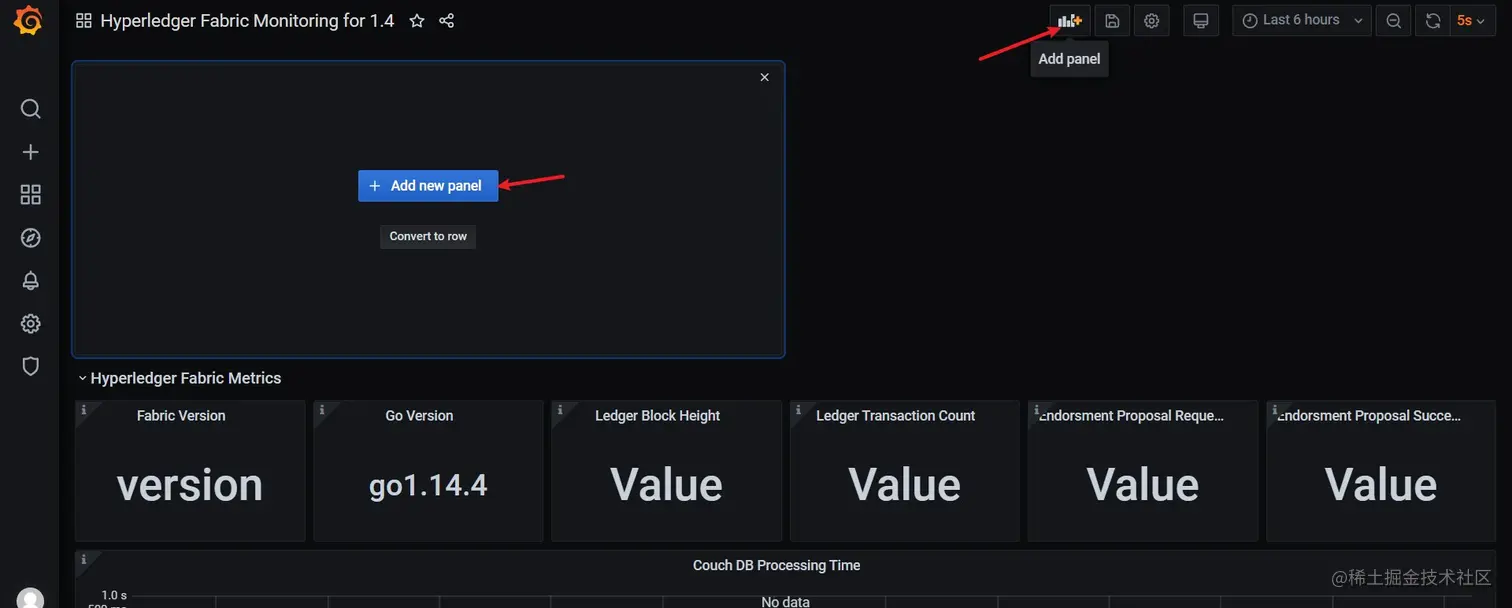 Hyperledger Fabric Monitoring for 1.4
Last 6 hours
5s
Add panel
+ Add new panel
Convert to row
Hyperledger Fabric Metrics
Fabric Version
Go Version
Ledger Block Height
Ledger Transaction Count
Endorsment Proposal Reque...
Endorsment Proposal Succe...
version
go1.14.4
Value
Value
Value
Value
Couch DB Processing Time
1.0 s
500 ms
No data
@稀土掘金技术社区